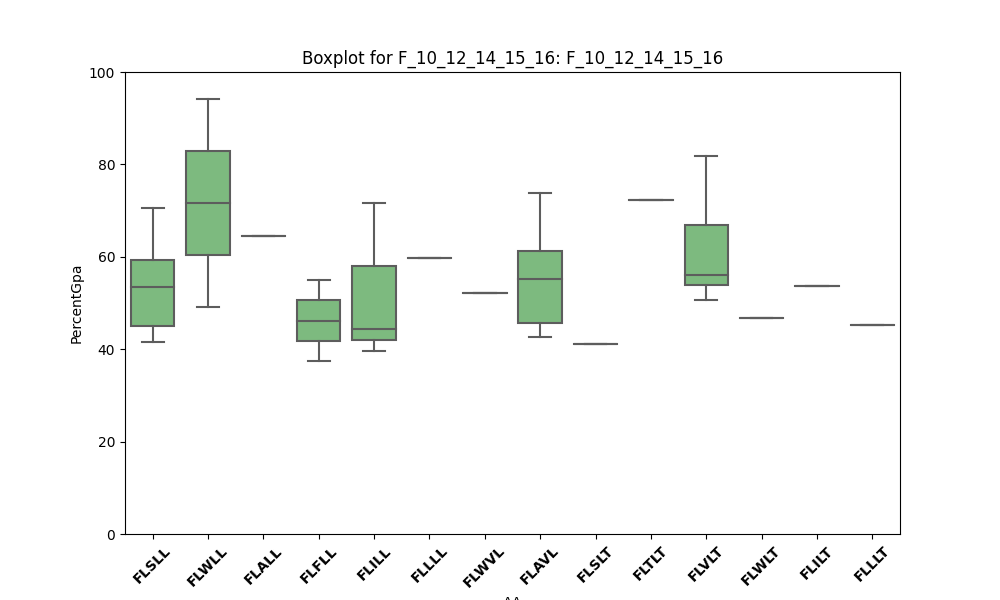 Boxplot for F_10_12_14_15_16: F_10_12_14_15_16
PercentGpa
100
80
60
40
20
0
FLSLL
FLWLL
FLALL
FLFLL
FLILL
FLLLL
FLWVL
FLAVL
FLSLT
FLTLT
FLVLT
FLWLT
FLILT
FLLLT